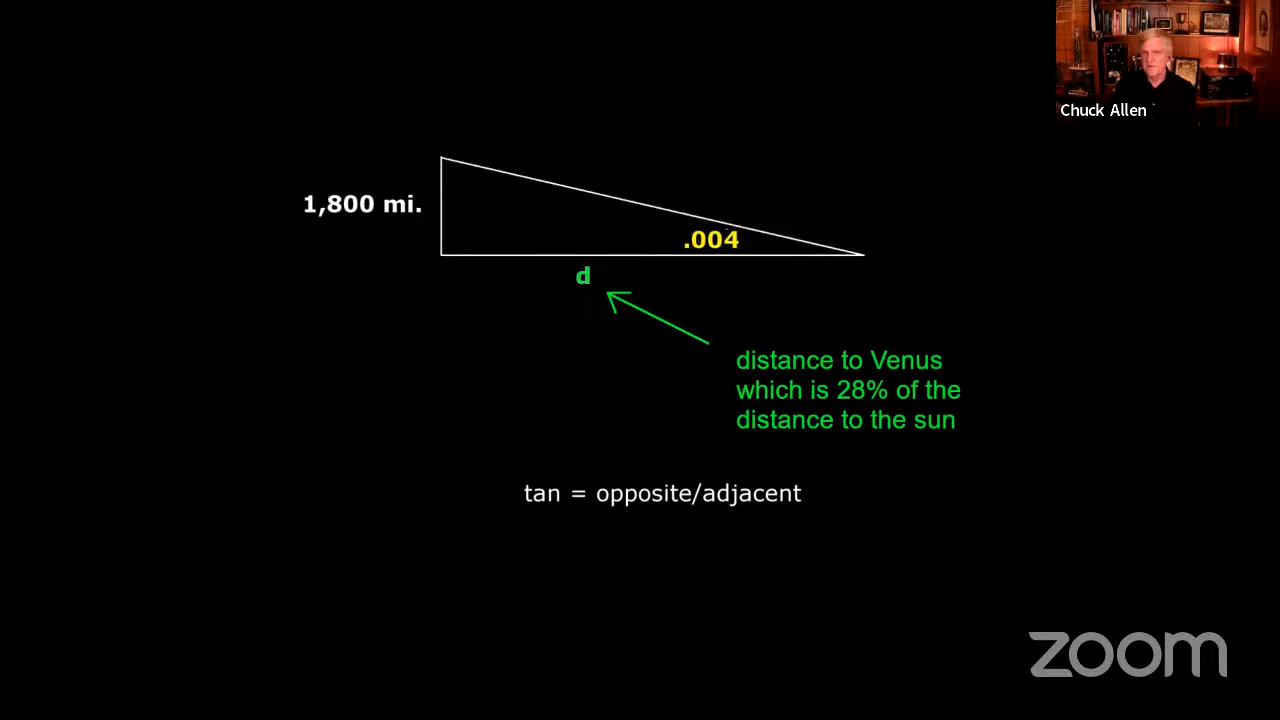 Chuck Allen
1,800 mi.
.004
d
distance to Venus
which is 28% of the
distance to the sun
tan = opposite/adjacent
zoom